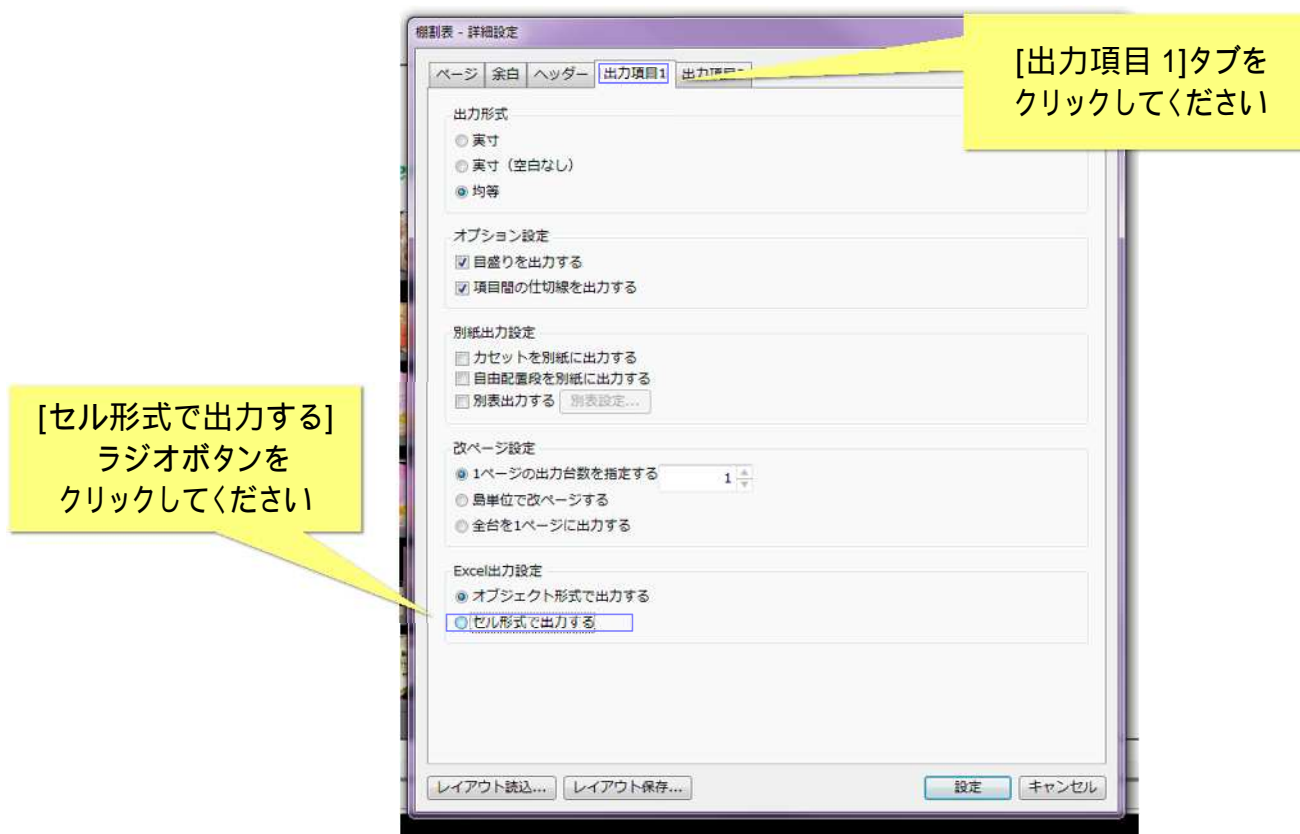 棚割表 - 詳細設定
[出力項目 1]タブを
クリックしてください
ページ 余白 ヘッダー 出力項目1 出力項目
出力形式
実寸
実寸（空白なし）
均等
オプション設定
目盛りを出力する
項目間の仕切線を出力する
別紙出力設定
カセットを別紙に出力する
自由配置段を別紙に出力する
別表出力する 別表設定...
[セル形式で出力する]
ラジオボタンを
クリックしてください
改ページ設定
1ページの出力台数を指定する 1
島単位で改ページする
全台を1ページに出力する
Excel出力設定
オブジェクト形式で出力する
セル形式で出力する
レイアウト読込... レイアウト保存... 設定 キャンセル